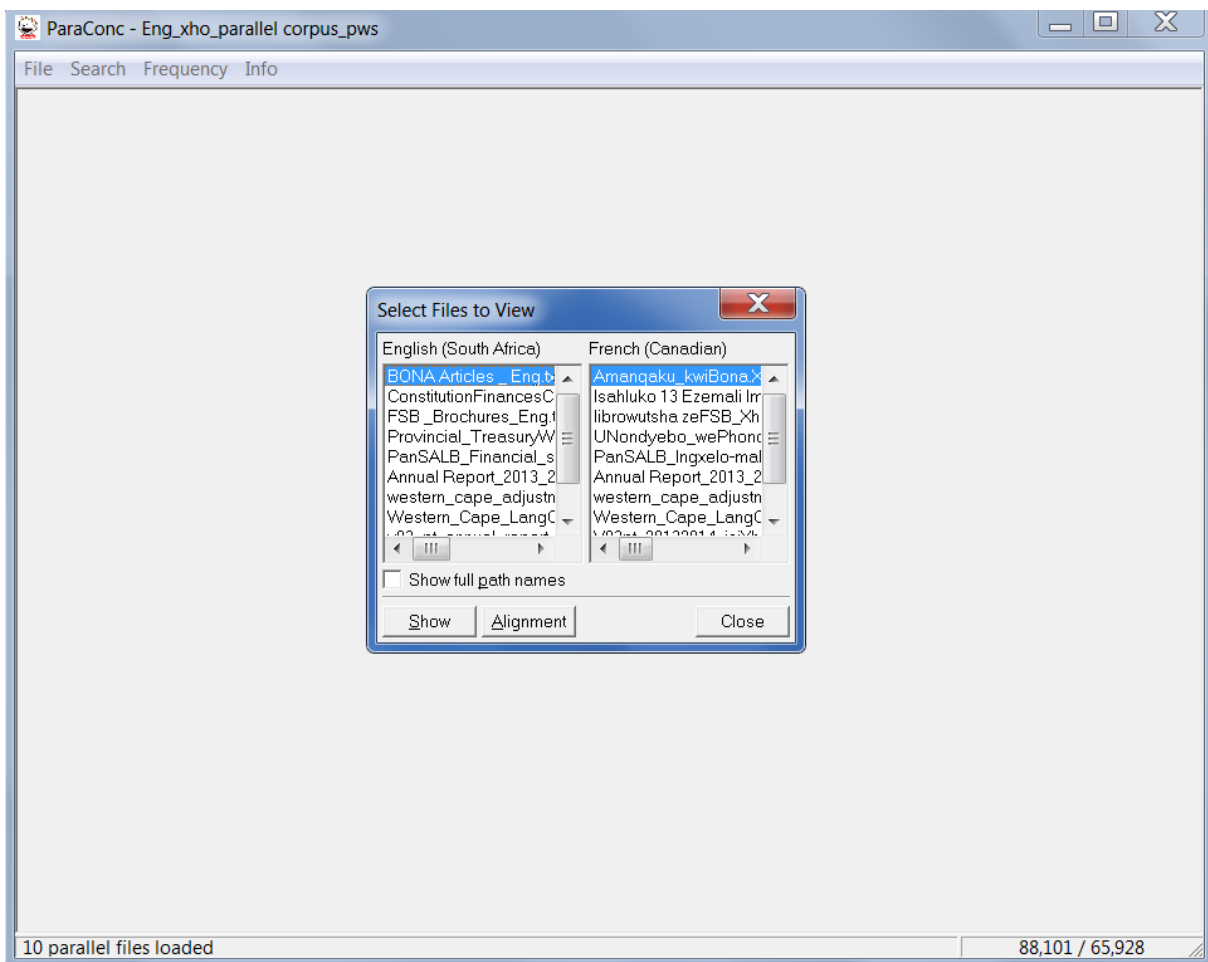 ParaConc - Eng_xho_parallel corpus_pws
File Search Frequency Info
Select Files to View
English (South Africa) French (Canadian)
BONA Articles _ Eng.t Amanqaku_kwiBona.X
ConstitutionFinancesC Isahluko 13 Ezemali Im
FSB _Brochures_Eng.t librowutsha zeFSB_Xh
Provincial_TreasuryW UNondyebo_wePhond
PanSALB_Financial_s PanSALB_Ingxelo-mal
Annual Report_2013_2 Annual Report_2013_2
western_cape_adjustn western_cape_adjustn
Western_Cape_LangC Western_Cape_LangC
Show full path names
Show Alignment Close
10 parallel files loaded 88,101 / 65,928